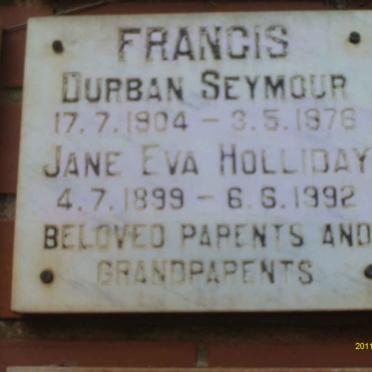 FRANCIS
DURBAN SEYMOUR
17.7.1904 - 3.5.1976
JANE EVA HOLLIDAY
4.7.1899 - 6.6.1992
BELOVED PARENTS AND
GRANDPARENTS
2011